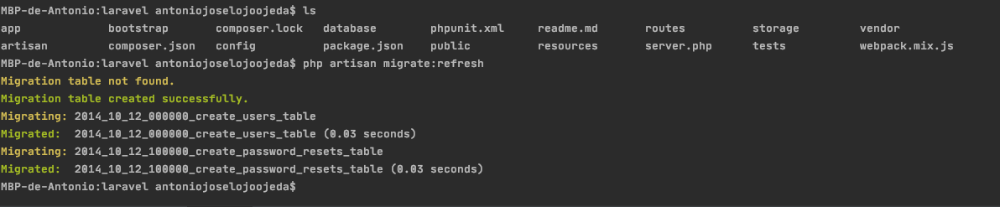 MBP-de-Antonio:laravel antoniojoselojoojeda$ ls
app bootstrap composer.lock database phpunit.xml readme.md routes storage vendor
artisan composer.json config package.json public resources server.php tests webpack.mix.js
MBP-de-Antonio:laravel antoniojoselojoojeda$ php artisan migrate:refresh
Migration table not found.
Migration table created successfully.
Migrating: 2014_10_12_000000_create_users_table
Migrated:  2014_10_12_000000_create_users_table (0.03 seconds)
Migrating: 2014_10_12_100000_create_password_resets_table
Migrated:  2014_10_12_100000_create_password_resets_table (0.03 seconds)
MBP-de-Antonio:laravel antoniojoselojoojeda$